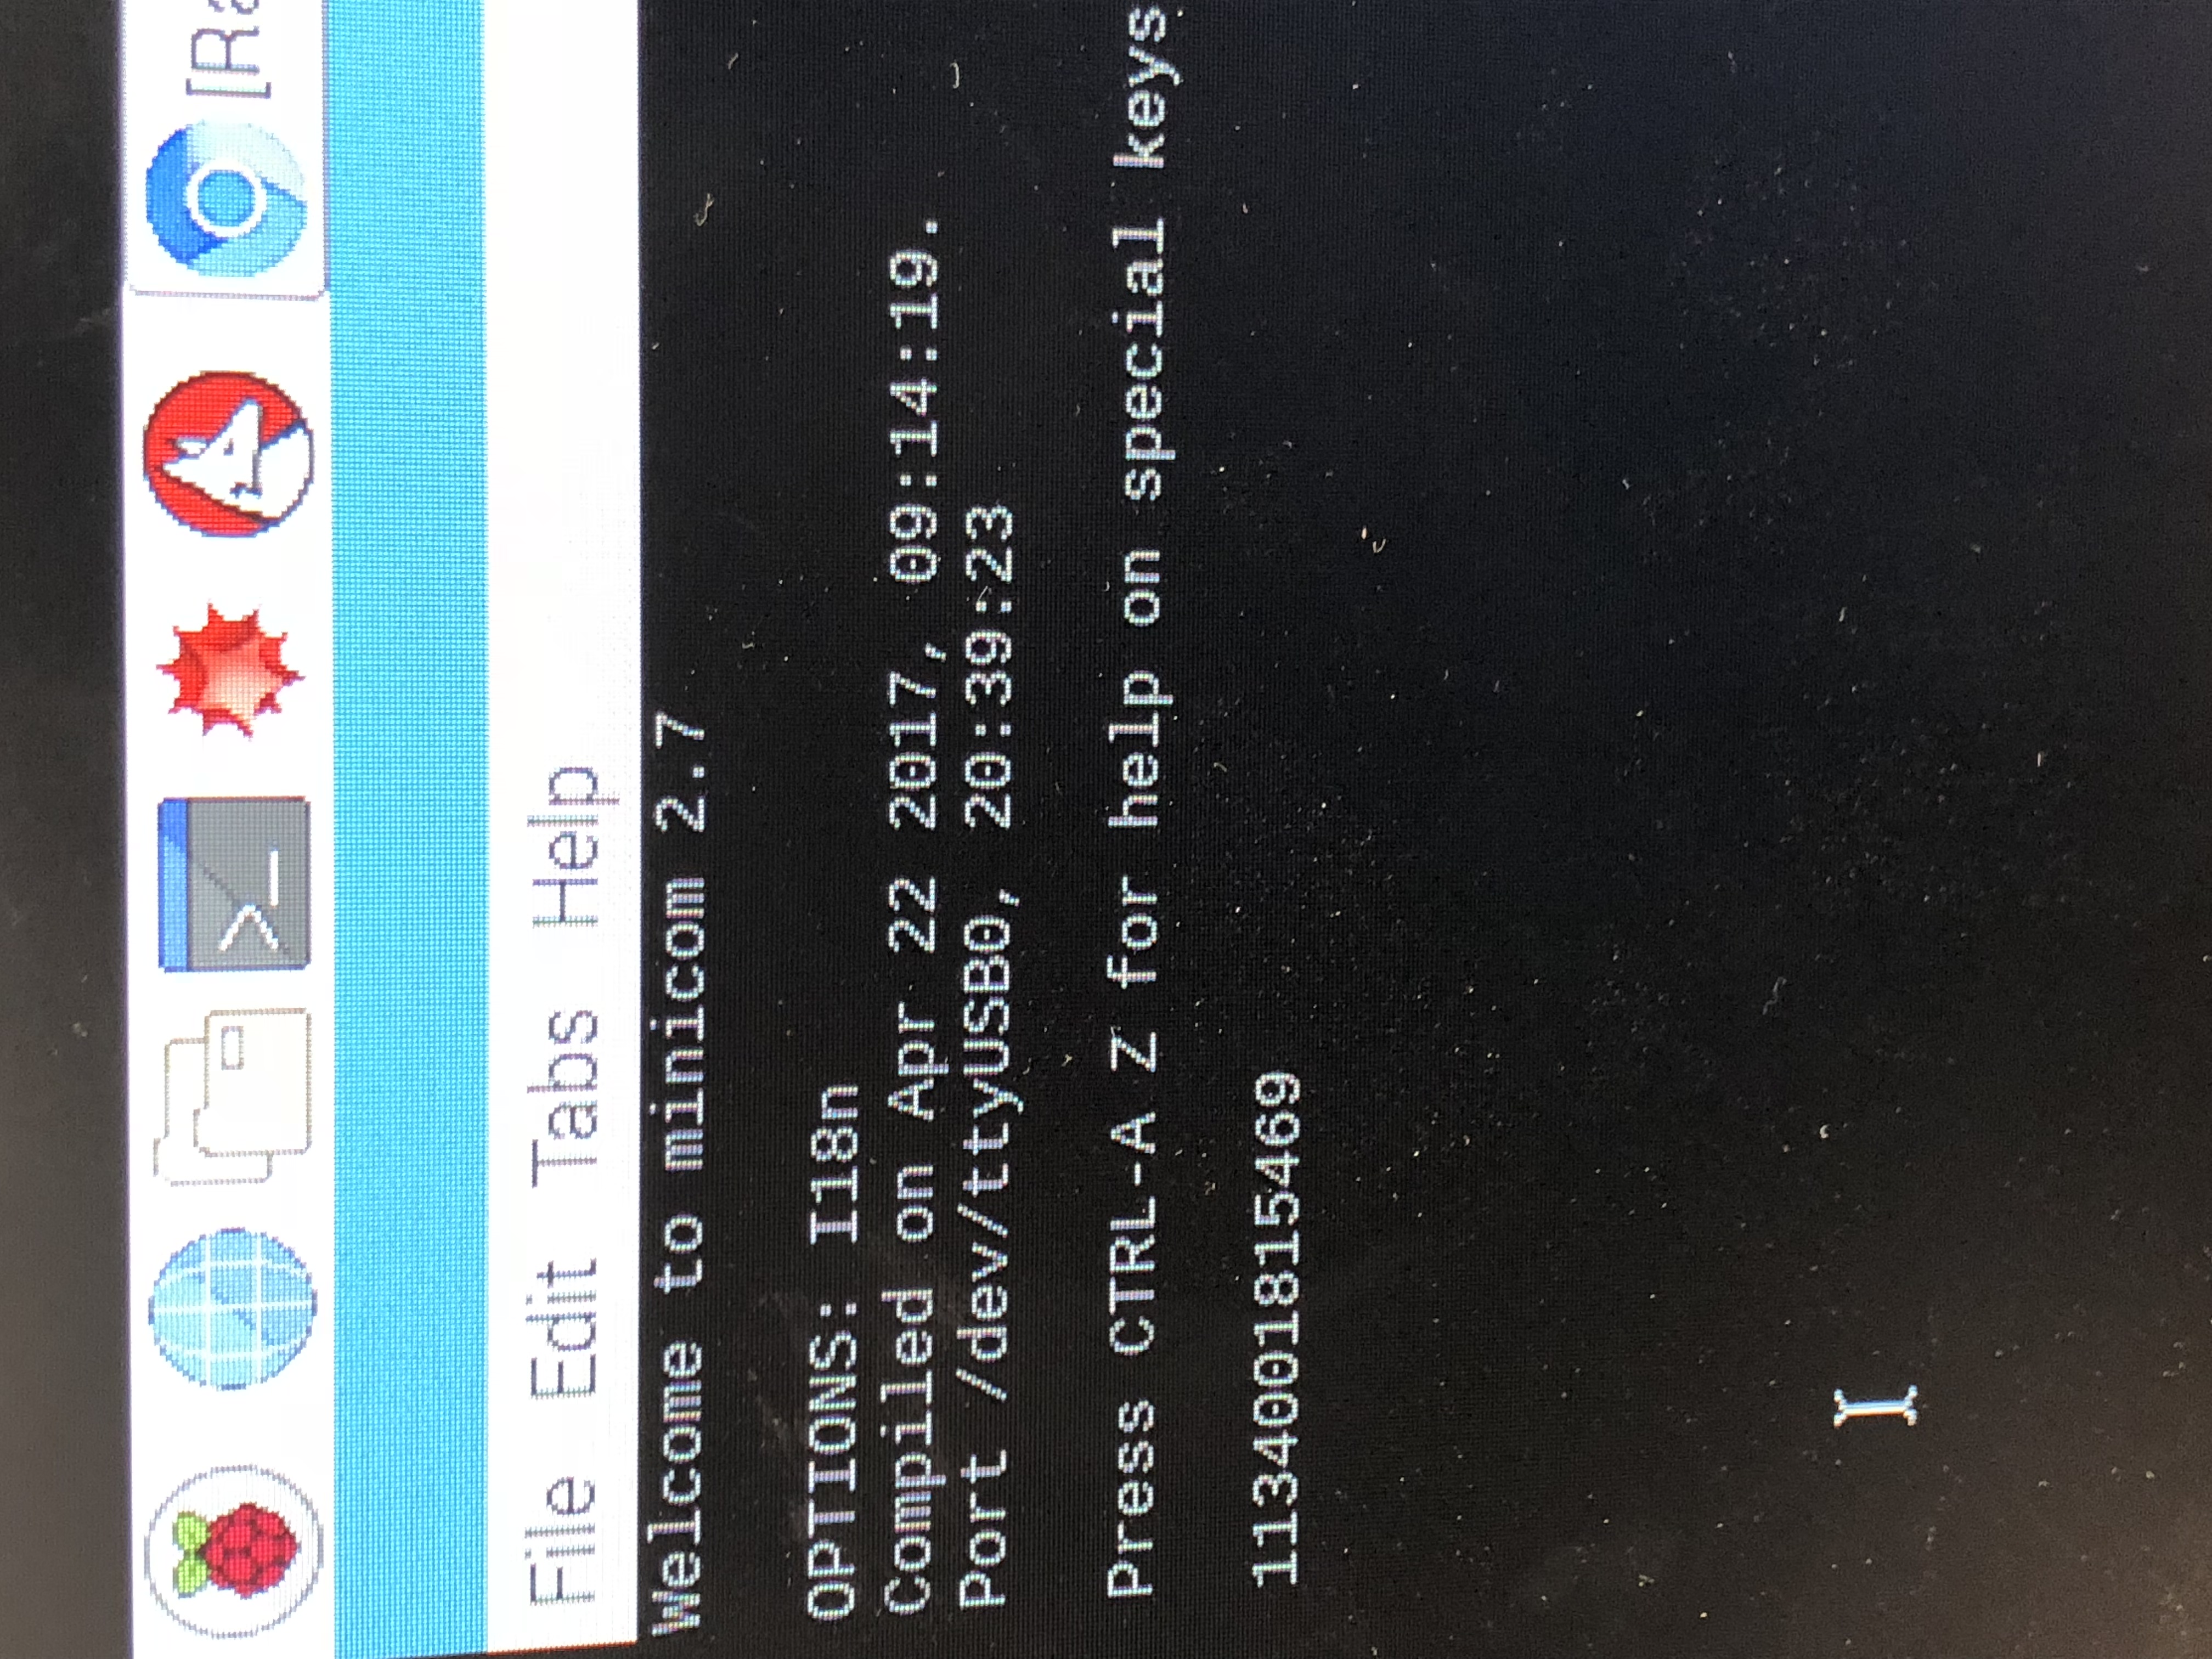 [Ra
File Edit Tabs Help
Welcome to minicom 2.7
OPTIONS: I18n
Compiled on Apr 22 2017, 09:14:19.
Port /dev/ttyUSB0, 20:39:23
Press CTRL-A Z for help on special keys
1134001815469